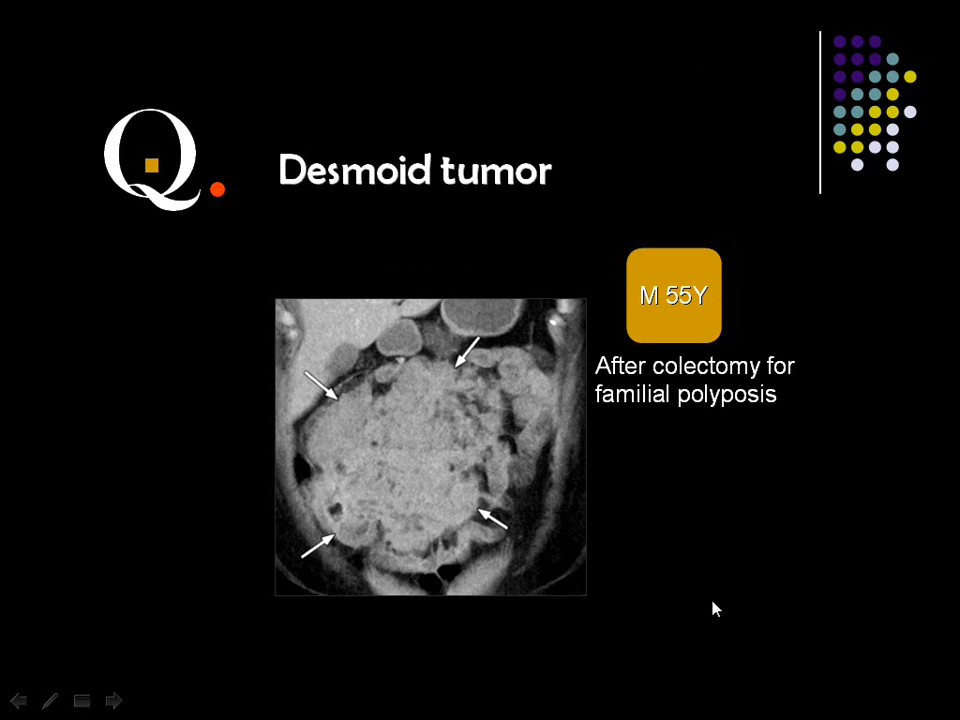 Q.
Desmoid tumor
M 55Y
After colectomy for
familial polyposis